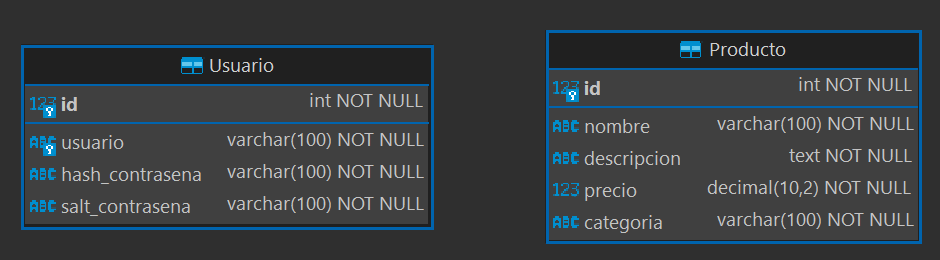 Usuario
123 id int NOT NULL
ABC usuario varchar(100) NOT NULL
ABC hash_contrasena varchar(100) NOT NULL
ABC salt_contrasena varchar(100) NOT NULL
Producto
123 id int NOT NULL
ABC nombre varchar(100) NOT NULL
ABC descripcion text NOT NULL
123 precio decimal(10,2) NOT NULL
ABC categoria varchar(100) NOT NULL